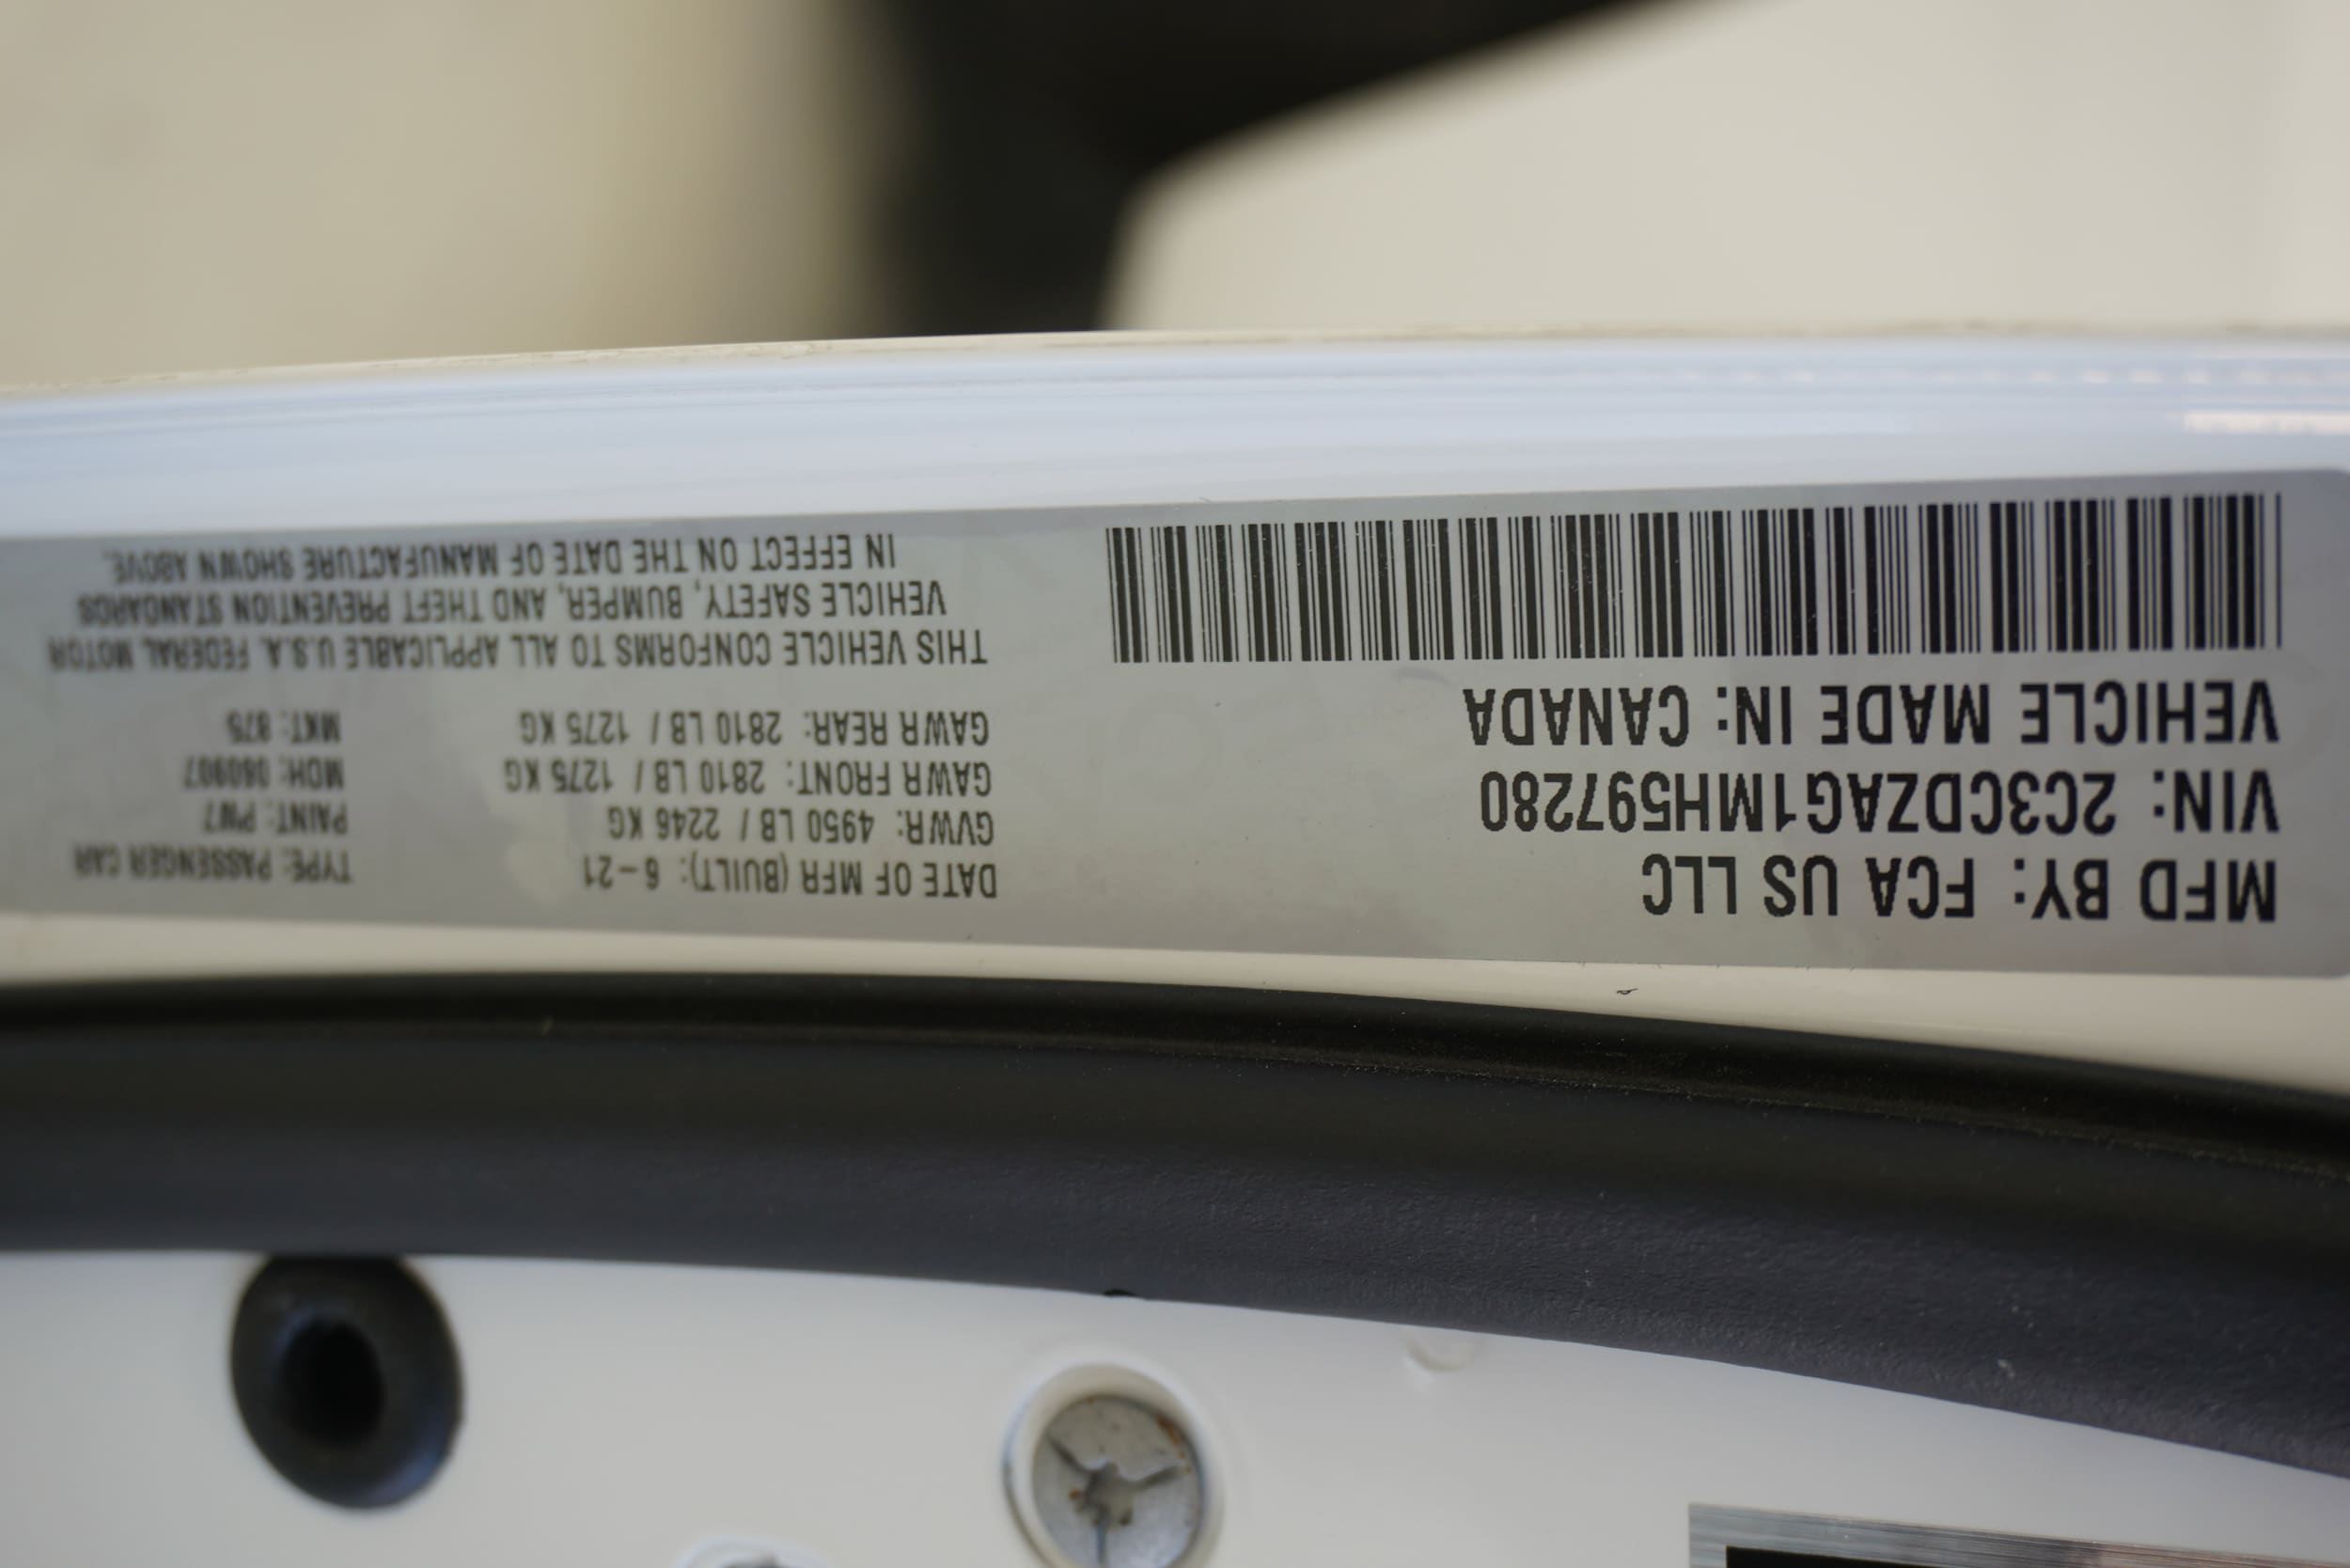 MFD BY: FCA US LLC
VIN: 2C3CDZAG1MH597280
VEHICLE MADE IN: CANADA
DATE OF MFR (BUILT): 6-21
GVWR: 4950 LB / 2246 KG
GAWR FRONT: 2810 LB / 1275 KG
GAWR REAR: 2810 LB / 1275 KG
TYPE: PASSENGER CAR
PAINT: PW7
MDH: 060907
MKT: 875
THIS VEHICLE CONFORMS TO ALL APPLICABLE U.S.A. FEDERAL MOTOR
VEHICLE SAFETY, BUMPER, AND THEFT PREVENTION STANDARDS
IN EFFECT ON THE DATE OF MANUFACTURE SHOWN ABOVE.